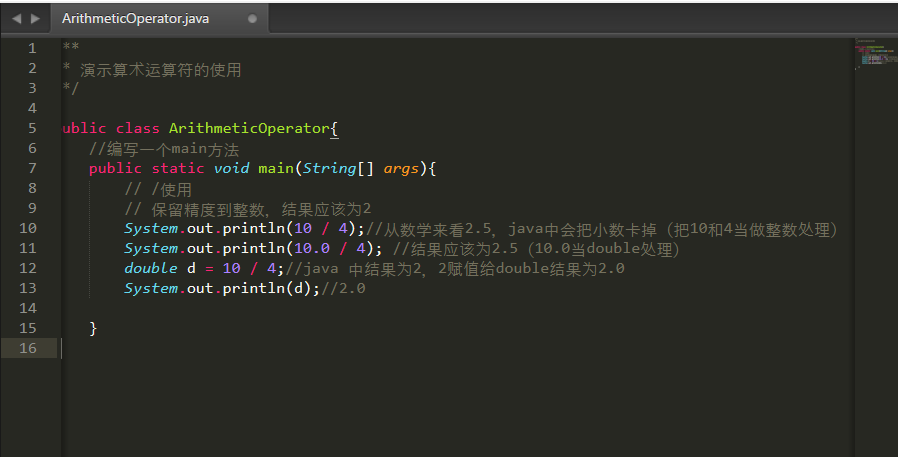 ArithmeticOperator.java
1 **
2 * 演示算术运算符的使用
3 */
4
5 ublic class ArithmeticOperator{
6 //编写一个main方法
7 public static void main(String[] args){
8 // /使用
9 // 保留精度到整数，结果应该为2
10 System.out.println(10 / 4);//从数学来看2.5，java中会把小数卡掉（把10和4当做整数处理）
11 System.out.println(10.0 / 4); //结果应该为2.5（10.0当double处理）
12 double d = 10 / 4;//java 中结果为2，2赋值给double结果为2.0
13 System.out.println(d);//2.0
14
15 }
16